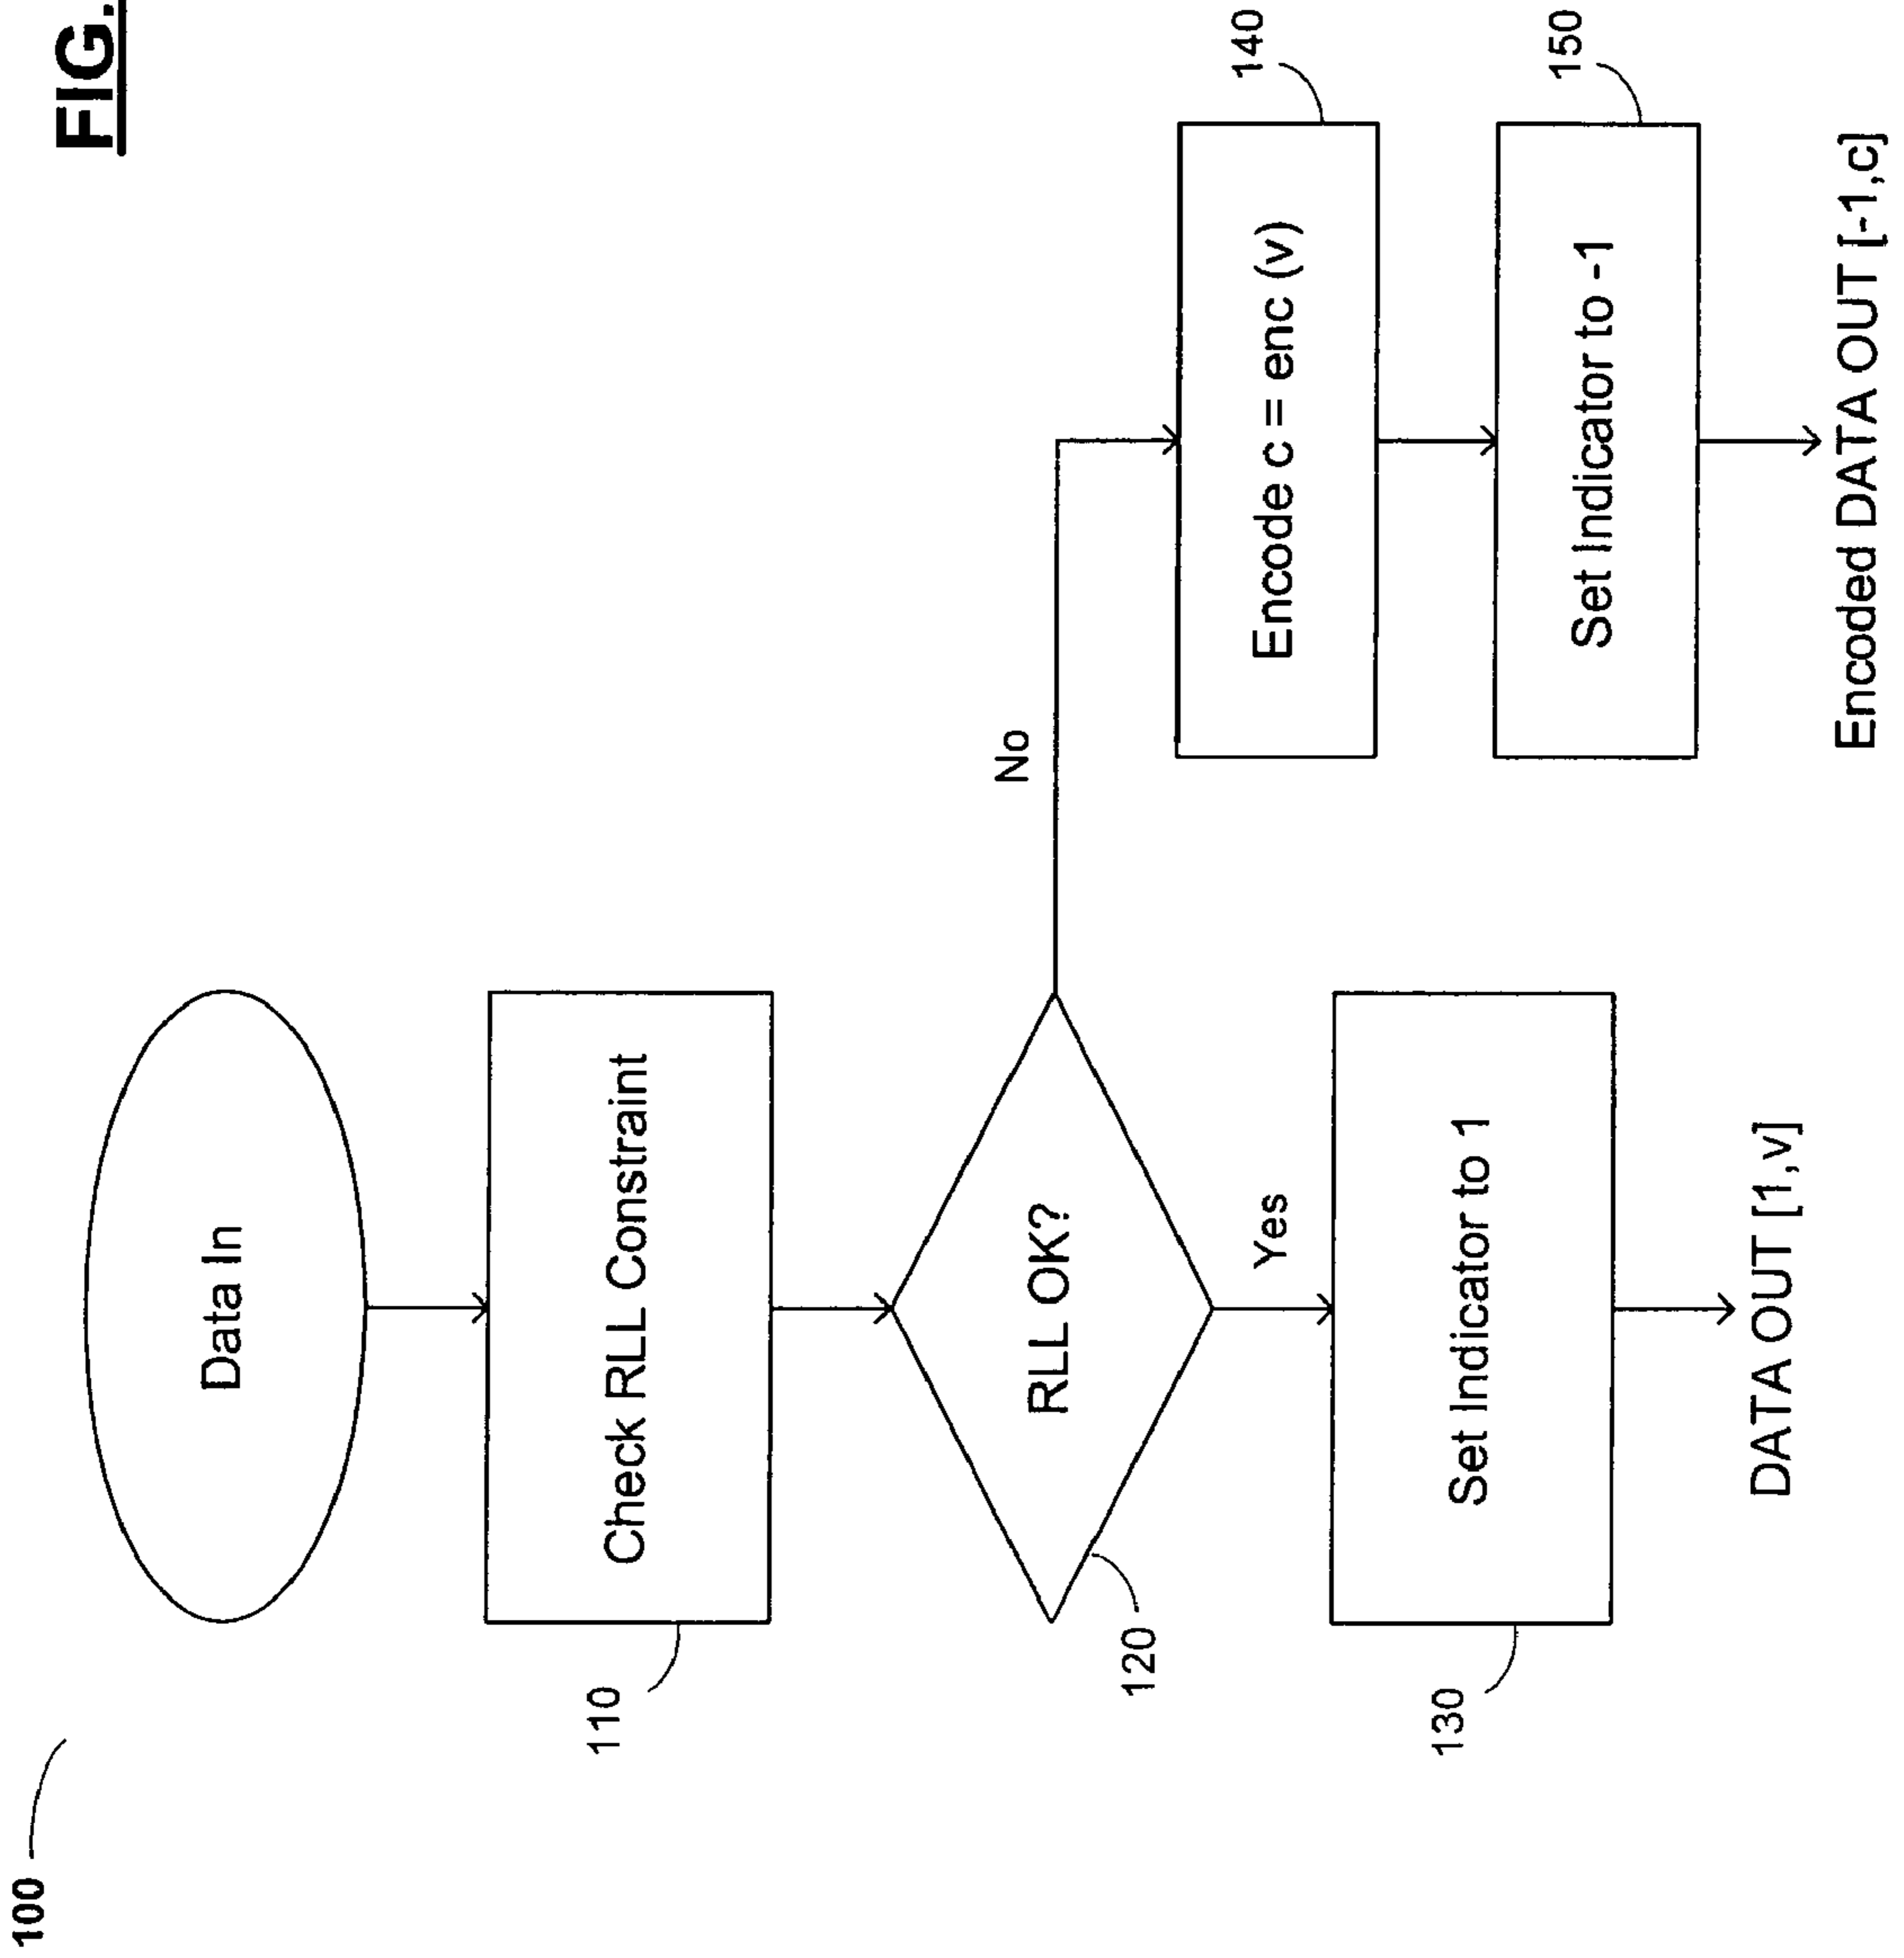 FIG.
100
Data In
110
Check RLL Constraint
RLL OK?
120
No
Yes
130
Set Indicator to 1
DATA OUT [1,v]
140
Encode c = enc (v)
150
Set Indicator to -1
Encoded DATA OUT [-1,c]